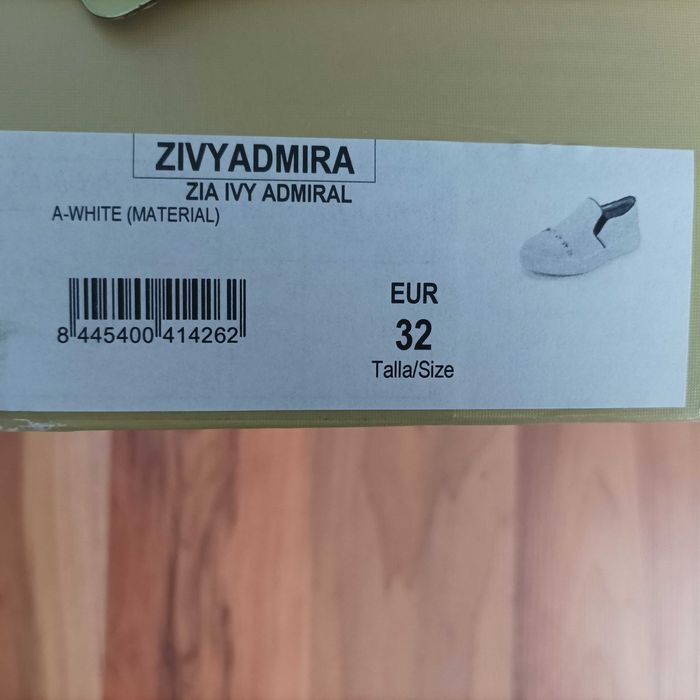 ZIVYADMIRA
ZIA IVY ADMIRAL
A-WHITE (MATERIAL)
8 445400 414262
EUR
32
Talla/Size